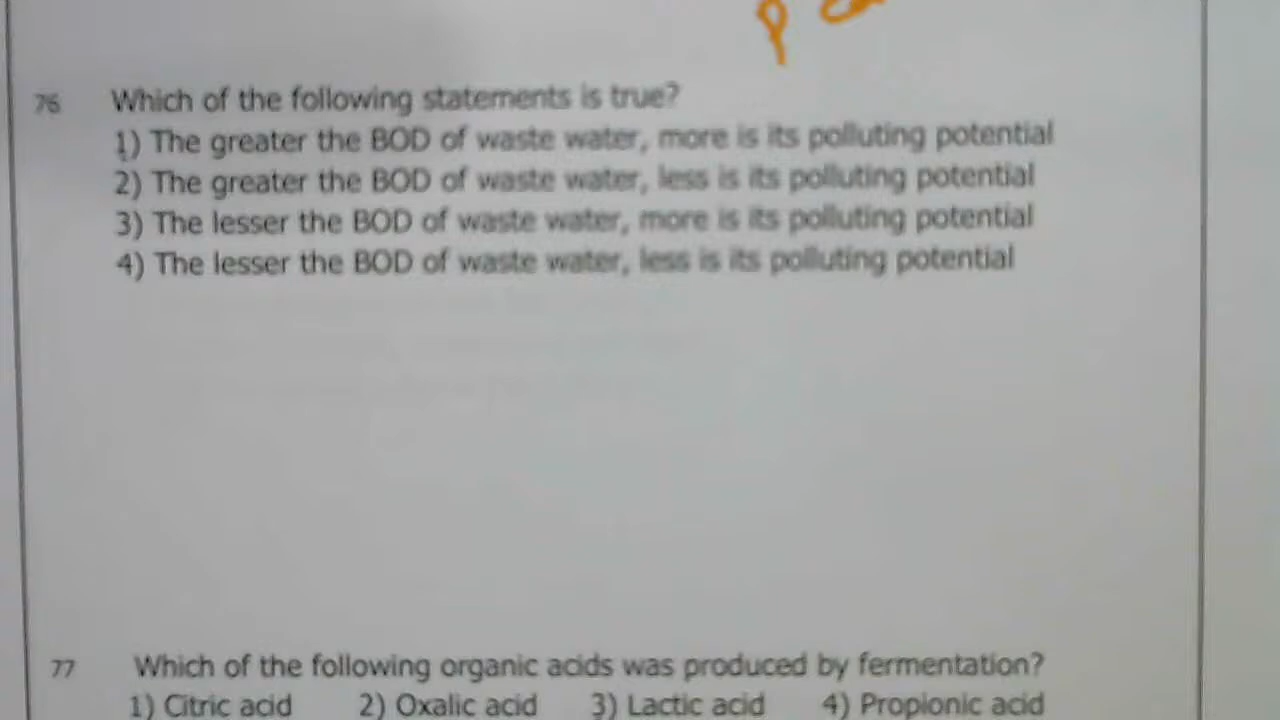 76 Which of the following statements is true?
1) The greater the BOD of waste water, more is its polluting potential
2) The greater the BOD of waste water, less is its polluting potential
3) The lesser the BOD of waste water, more is its polluting potential
4) The lesser the BOD of waste water, less is its polluting potential
77 Which of the following organic acids was produced by fermentation?
1) Citric acid 2) Oxalic acid 3) Lactic acid 4) Propionic acid